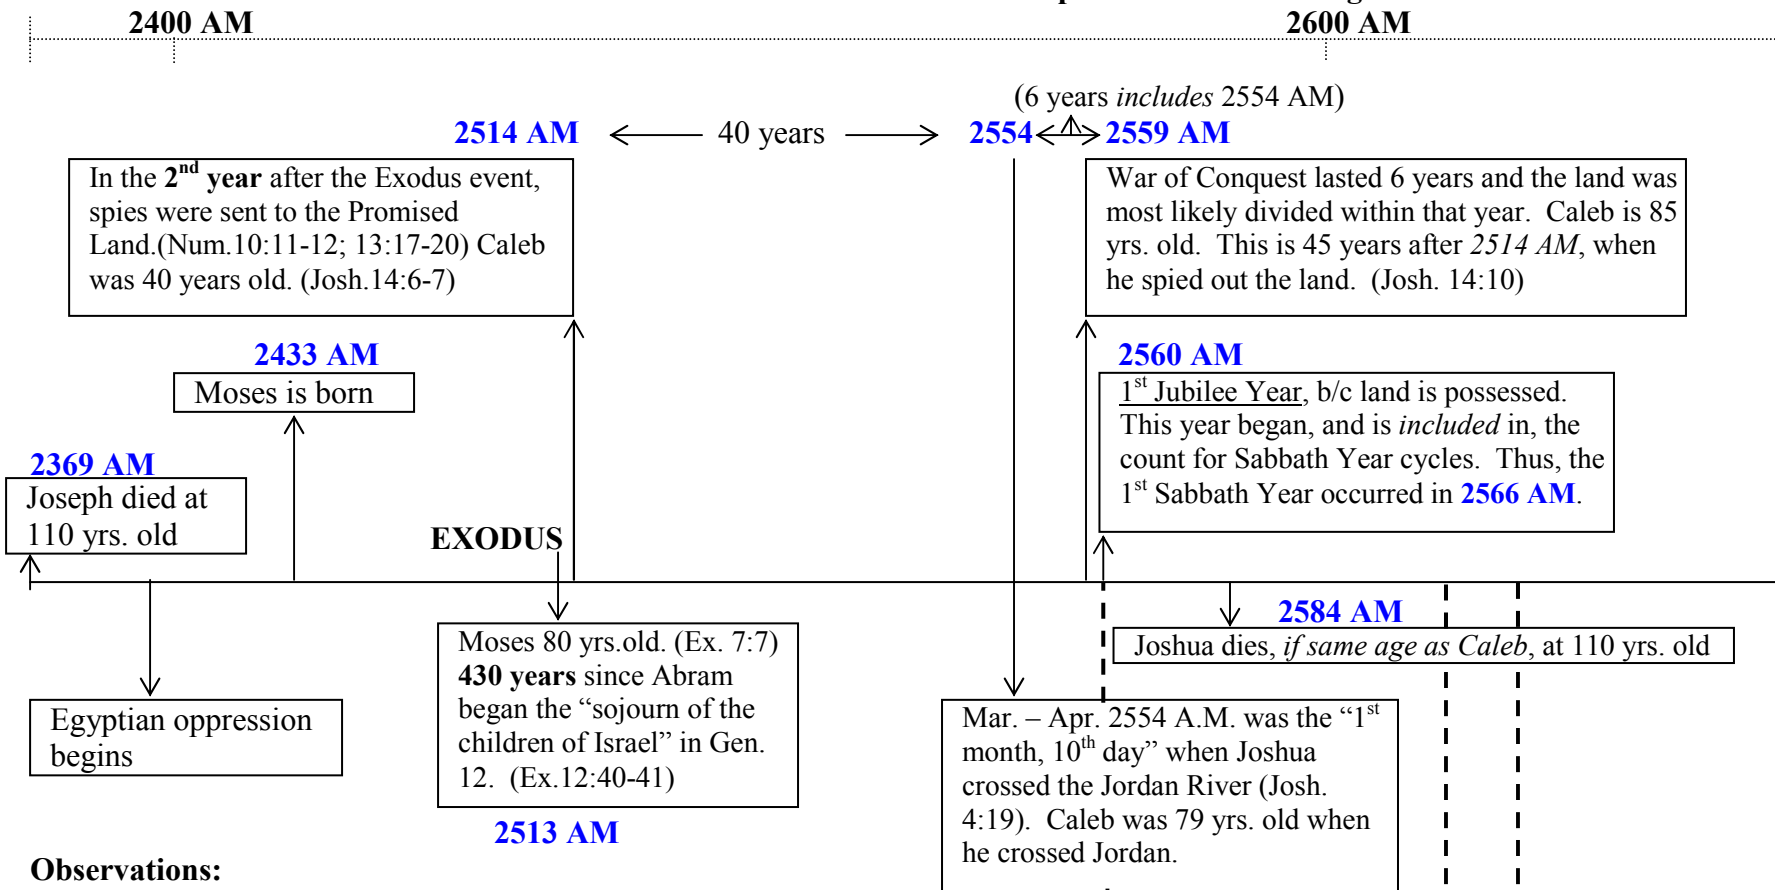 2400 AM
2600 AM
(6 years includes 2554 AM)
2514 AM
40 years
2554
2559 AM
In the 2nd year after the Exodus event,
spies were sent to the Promised
Land.(Num.10:11-12; 13:17-20) Caleb
was 40 years old. (Josh.14:6-7)
War of Conquest lasted 6 years and the land was
most likely divided within that year.  Caleb is 85
yrs. old.  This is 45 years after 2514 AM, when
he spied out the land.  (Josh. 14:10)
2433 AM
Moses is born
2560 AM
1st Jubilee Year, b/c land is possessed.
This year began, and is included in, the
count for Sabbath Year cycles.  Thus, the
1st Sabbath Year occurred in 2566 AM.
2369 AM
Joseph died at
110 yrs. old
EXODUS
2584 AM
Joshua dies, if same age as Caleb, at 110 yrs. old
Moses 80 yrs.old. (Ex. 7:7)
430 years since Abram
began the “sojourn of the
children of Israel” in Gen.
12.  (Ex.12:40-41)
2513 AM
Egyptian oppression
begins
Mar. – Apr. 2554 A.M. was the “1st
month, 10th day” when Joshua
crossed the Jordan River (Josh.
4:19).  Caleb was 79 yrs. old when
he crossed Jordan.
Observations: